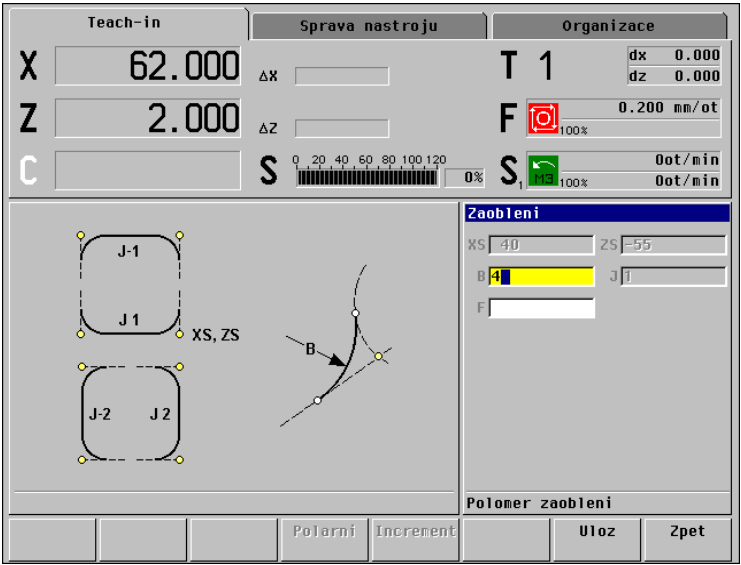 Teach-in Sprava nastroju Organizace
X 62.000 ΔX T 1 dx 0.000
dz 0.000
Z 2.000 ΔZ F 100% 0.200 mm/ot
C S 0 20 40 60 80 100 120 0% S1 M3 100% 0ot/min
0ot/min
Zaobleni
XS 40 ZS -55
B 4 J 1
F
J-1
J 1
XS, ZS
B
J-2 J 2
Polomer zaobleni
Polarni Increment Uloz Zpet